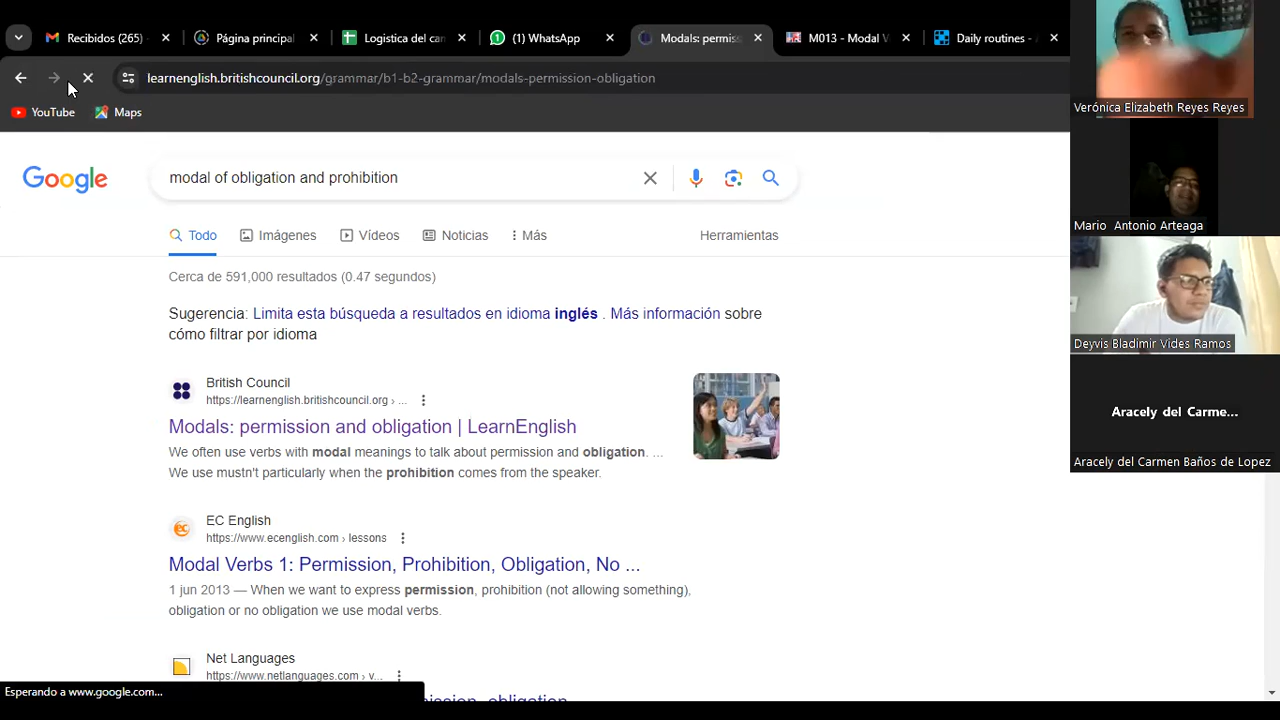 Recibidos (265)
Página principal
Logistica del car
(1) WhatsApp
Modals: permiss
M013 - Modal V
Daily routines - A
learnenglish.britishcouncil.org/grammar/b1-b2-grammar/modals-permission-obligation
YouTube
Maps
Google
modal of obligation and prohibition
Todo
Imágenes
Vídeos
Noticias
Más
Herramientas
Cerca de 591,000 resultados (0.47 segundos)
Sugerencia: Limita esta búsqueda a resultados en idioma inglés . Más información sobre
cómo filtrar por idioma
British Council
https://learnenglish.britishcouncil.org › ...
Modals: permission and obligation | LearnEnglish
We often use verbs with modal meanings to talk about permission and obligation. ...
We use mustn't particularly when the prohibition comes from the speaker.
EC English
https://www.ecenglish.com › lessons
Modal Verbs 1: Permission, Prohibition, Obligation, No ...
1 jun 2013 — When we want to express permission, prohibition (not allowing something),
obligation or no obligation we use modal verbs.
Net Languages
https://www.netlanguages.com › v...
obligation
Esperando a www.google.com...
Verónica Elizabeth Reyes Reyes
Mario Antonio Arteaga
Deyvis Bladimir Vides Ramos
Aracely del Carme...
Aracely del Carmen Baños de Lopez